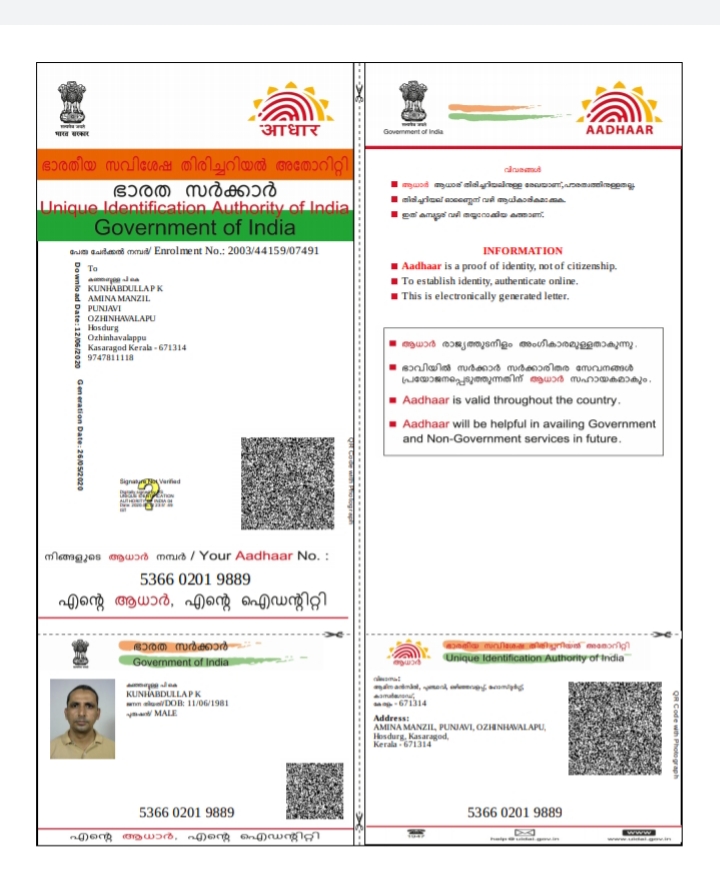 भारत सरकार
आधार
ഭാരതീയ സവിശേഷ തിരിച്ചറിയൽ അതോറിറ്റി
ഭാരത സർക്കാർ
Unique Identification Authority of India
Government of India
പേരു ചേർക്കൽ നമ്പർ/ Enrolment No.: 2003/44159/07491
To
കുഞ്ഞബ്ദുള്ള പി കെ
KUNHABDULLA P K
AMINA MANZIL
PUNJAVI
OZHINHAVALAPU
Hosdurg
Ozhinhavalappu
Kasaragod Kerala - 671314
9747811118
Download Date: 12/06/2020
Generation Date: 26/05/2020
Signature Not Verified
QR Code with Photograph
നിങ്ങളുടെ ആധാർ നമ്പർ / Your Aadhaar No. :
5366 0201 9889
എന്റെ ആധാർ, എന്റെ ഐഡന്റിറ്റി
Government of India
AADHAAR
വിവരങ്ങൾ
ആധാർ ആധാര് തിരിച്ചറിയലിനുള്ള രേഖയാണ്, പൗരത്വത്തിനുള്ളതല്ല.
തിരിച്ചറിയല് ഓണ്ലൈന് വഴി ആധികാരികമാക്കുക.
ഇത് കമ്പ്യൂട്ടര് വഴി തയ്യാറാക്കിയ കത്താണ്.
INFORMATION
Aadhaar is a proof of identity, not of citizenship.
To establish identity, authenticate online.
This is electronically generated letter.
ആധാർ രാജ്യത്തുടനീളം അംഗീകാരമുള്ളതാകുന്നു .
ഭാവിയിൽ സർക്കാർ സർക്കാരിതര സേവനങ്ങൾ
പ്രയോജനപ്പെടുത്തുന്നതിന് ആധാർ സഹായകമാകും .
Aadhaar is valid throughout the country.
Aadhaar will be helpful in availing Government
and Non-Government services in future.
ഭാരത സർക്കാർ
Government of India
കുഞ്ഞബ്ദുള്ള പി കെ
KUNHABDULLA P K
ജനന തിയതി/DOB: 11/06/1981
പുരുഷൻ/ MALE
5366 0201 9889
എന്റെ ആധാർ, എന്റെ ഐഡന്റിറ്റി
ആധാർ
ഭാരതീയ സവിശേഷ തിരിച്ചറിയൽ അതോറിറ്റി
Unique Identification Authority of India
വിലാസം:
കേരളം - 671314
Address:
AMINA MANZIL, PUNJAVI, OZHINHAVALAPU,
Hosdurg, Kasaragod,
Kerala - 671314
QR Code with Photograph
5366 0201 9889
1947
www